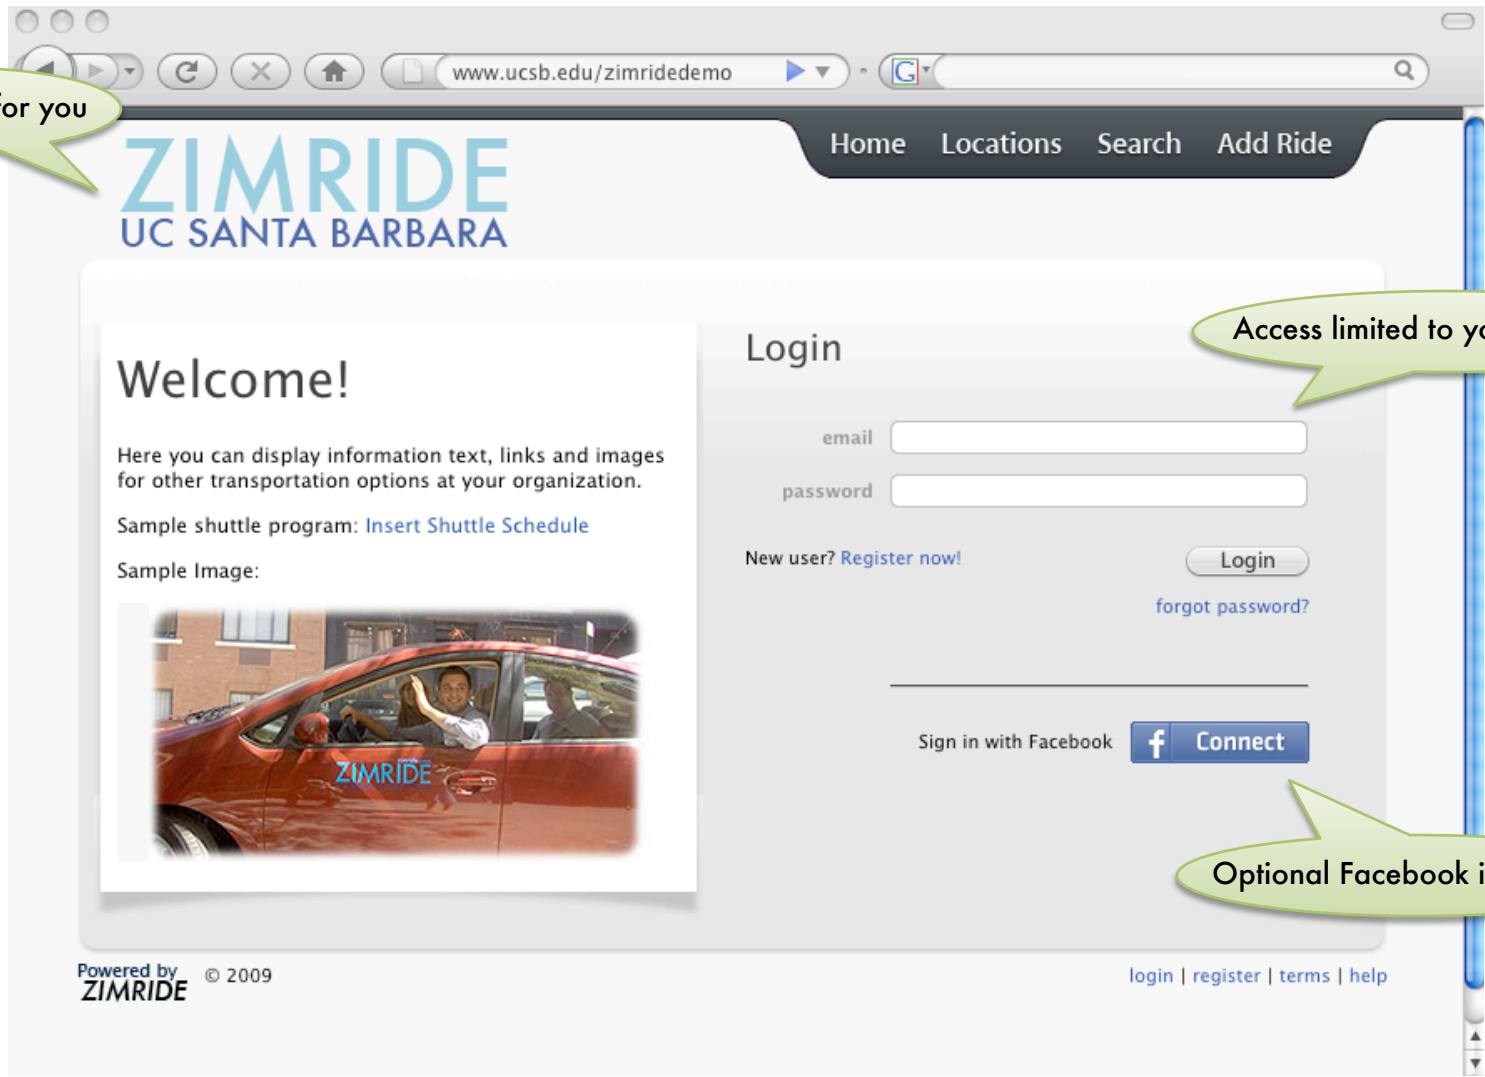 www.ucsb.edu/zimridedemo
G
for you
ZIMRIDE
UC SANTA BARBARA
Home Locations Search Add Ride
Welcome!
Here you can display information text, links and images
for other transportation options at your organization.
Sample shuttle program: Insert Shuttle Schedule
Sample Image:
ZIMRIDE
Login
Access limited to yo
email
password
New user? Register now!
Login
forgot password?
Sign in with Facebook
f Connect
Optional Facebook i
Powered by
ZIMRIDE
© 2009
login | register | terms | help